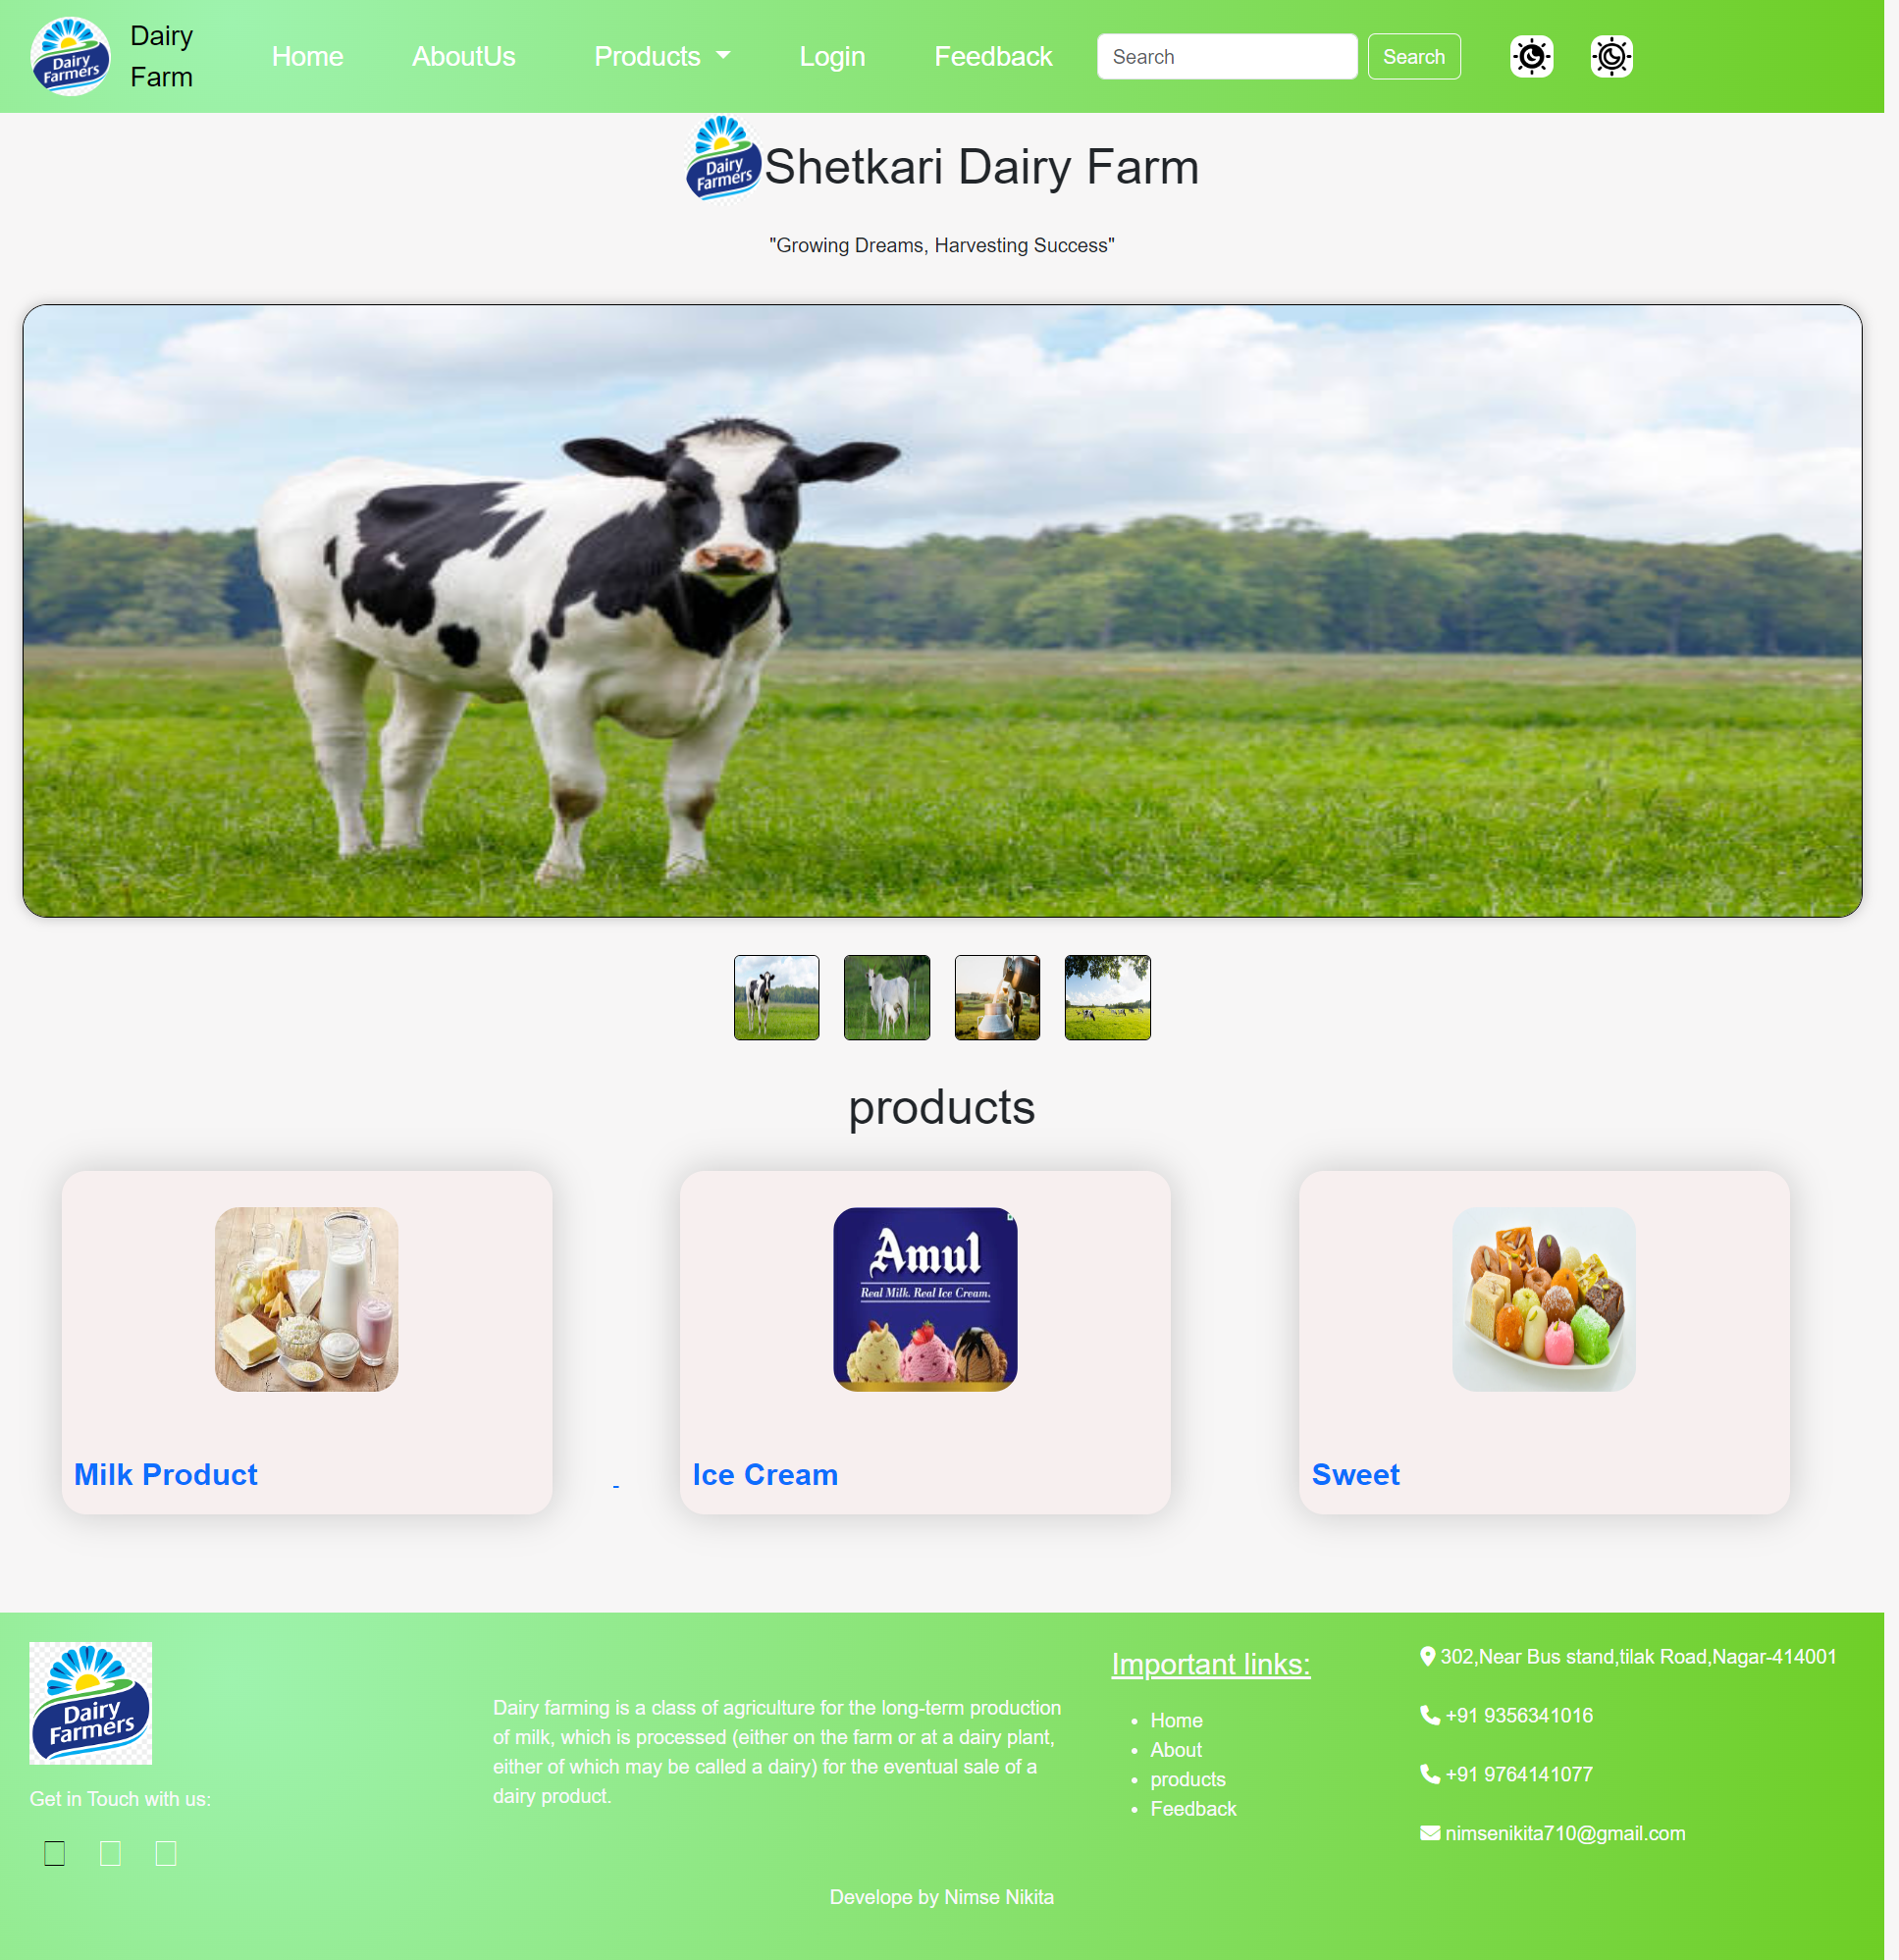 Dairy
Farmers
Dairy
Farm
Home
AboutUs
Products
Login
Feedback
Search
Search
Dairy
Farmers
Shetkari Dairy Farm
"Growing Dreams, Harvesting Success"
products
Amul
Real Milk. Real Ice Cream.
Milk Product
Ice Cream
Sweet
Dairy
Farmers
Get in Touch with us:
Dairy farming is a class of agriculture for the long-term production
of milk, which is processed (either on the farm or at a dairy plant,
either of which may be called a dairy) for the eventual sale of a
dairy product.
Important links:
Home
About
products
Feedback
302,Near Bus stand,tilak Road,Nagar-414001
+91 9356341016
+91 9764141077
nimsenikita710@gmail.com
Develope by Nimse Nikita